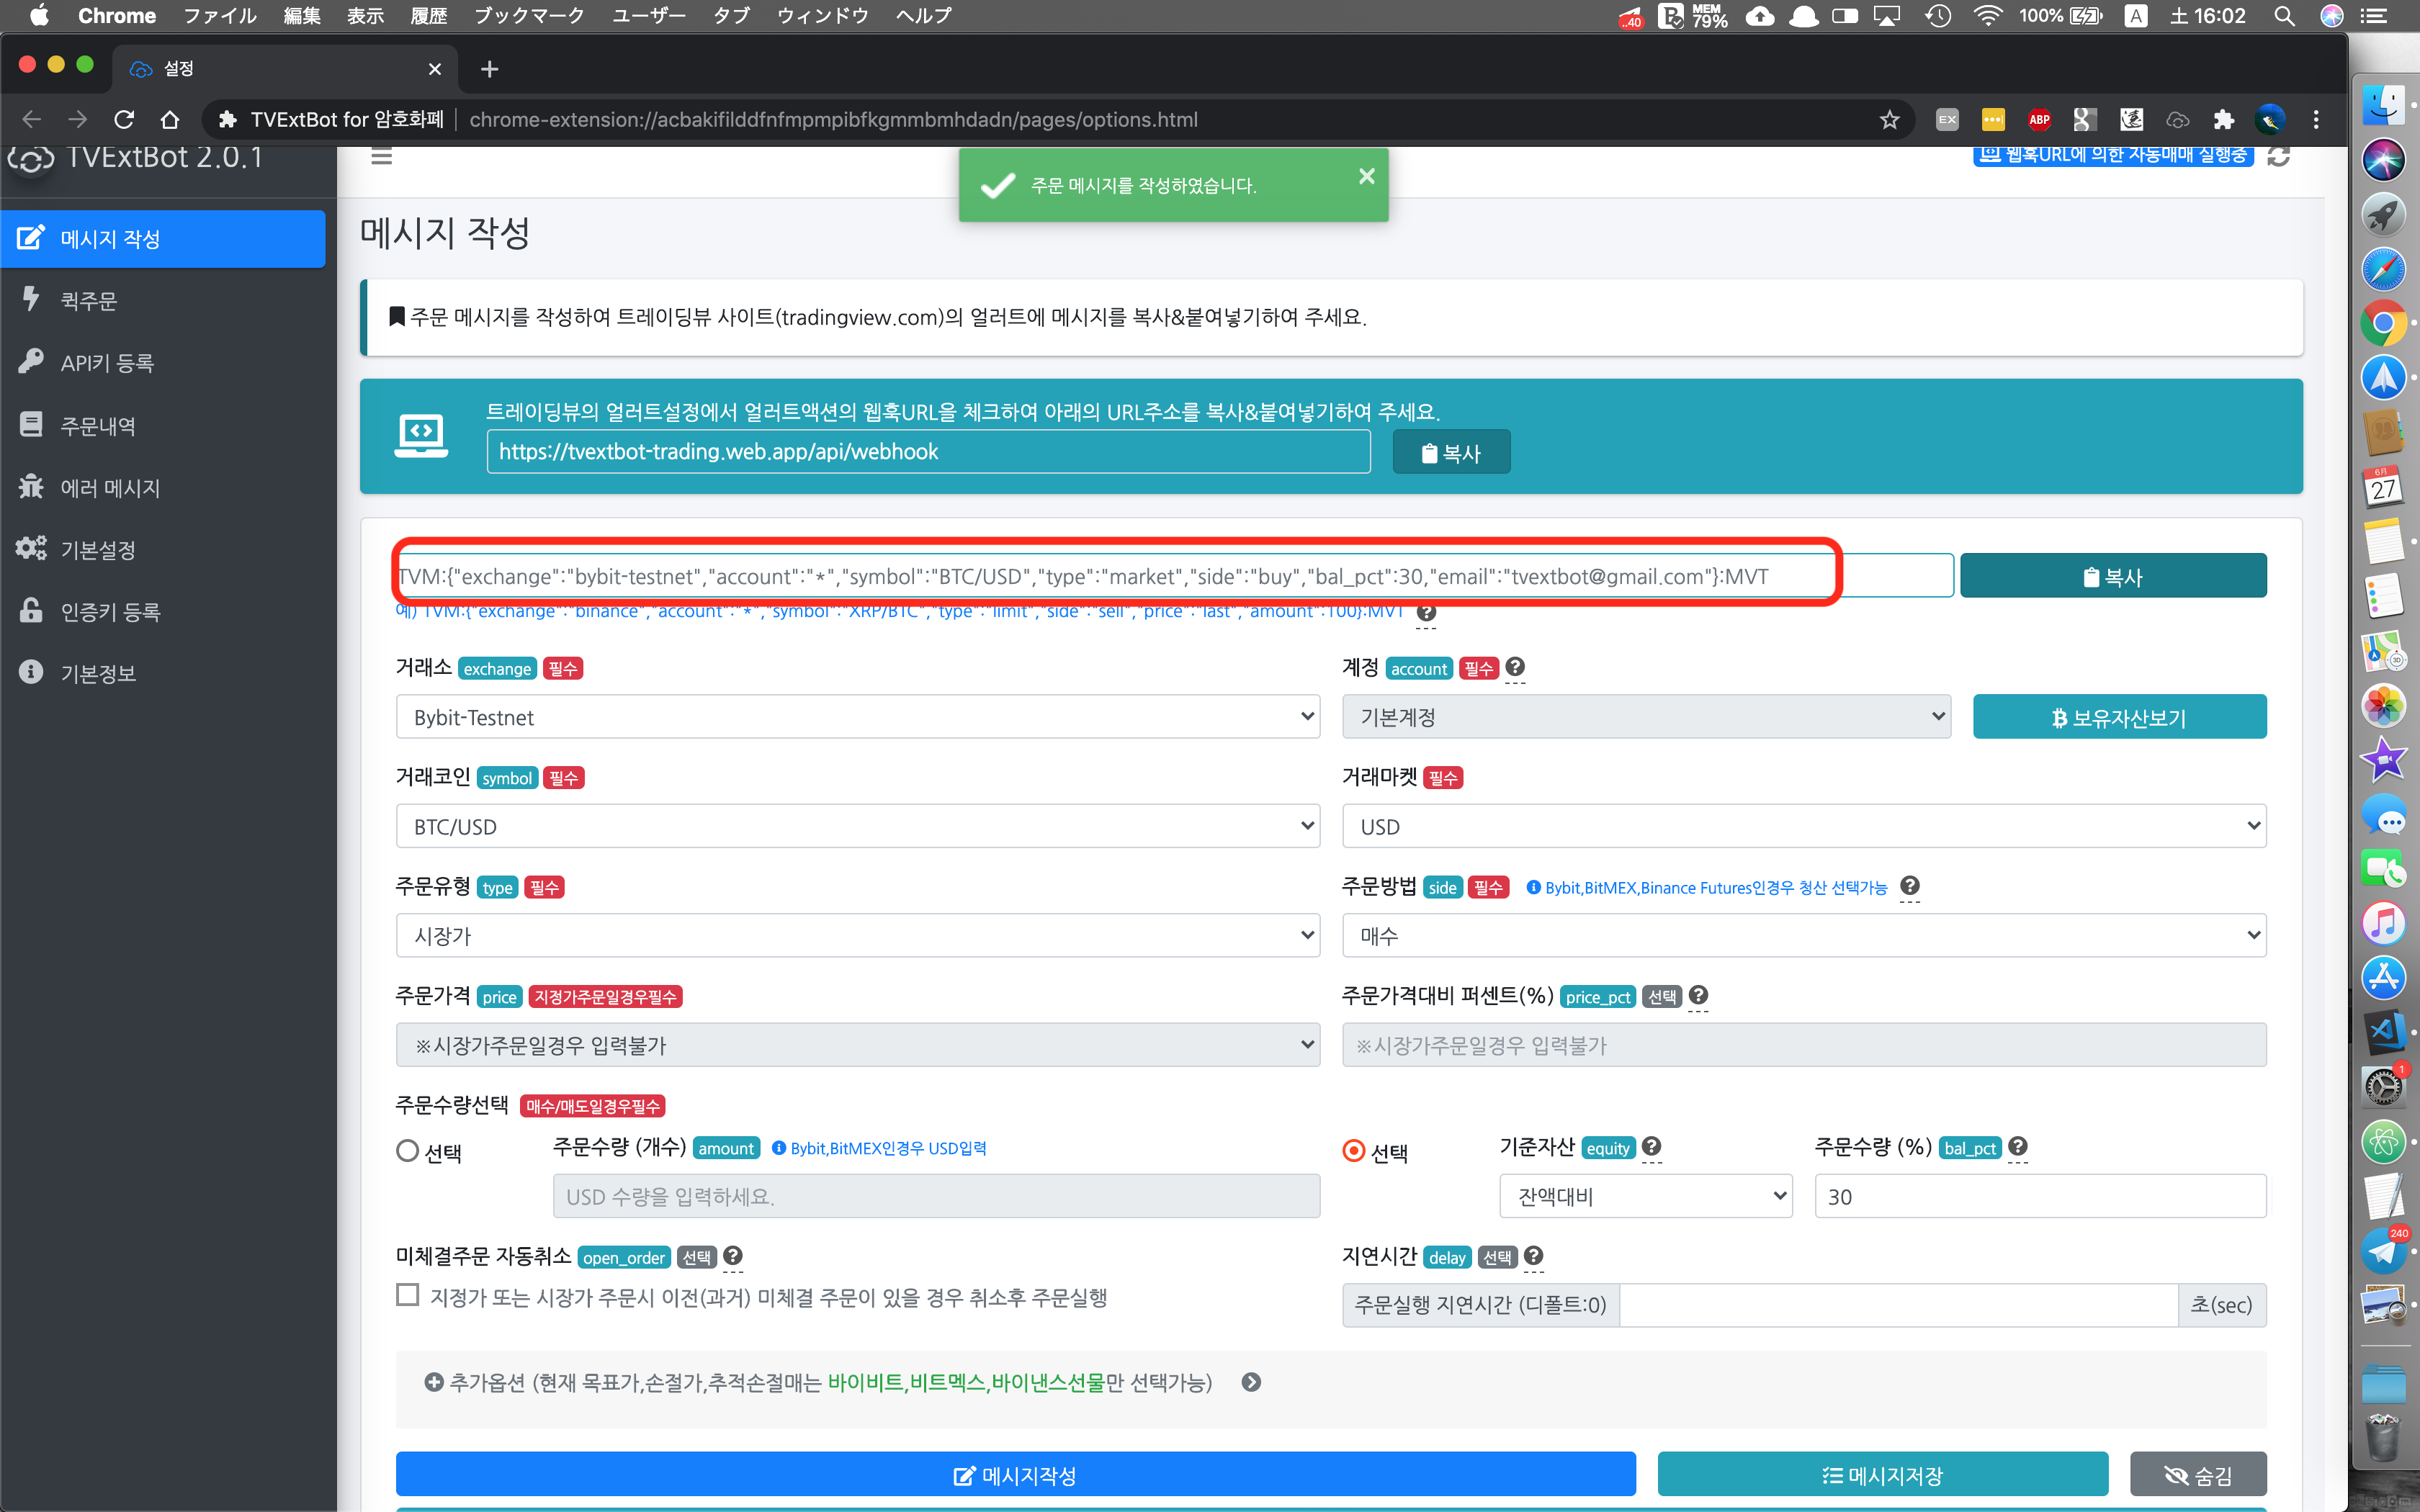 Chrome ファイル 編集 表示 履歴 ブックマーク ユーザー タブ ウィンドウ ヘルプ
..40 MEM 79% 100% A 土 16:02
설정
TVExtBot for 암호화폐 chrome-extension://acbakifilddfnfmpmpibfkgmmbmhdadn/pages/options.html
EX ABP
TVExtBot 2.0.1
웹훅URL에 의한 자동매매 실행중
주문 메시지를 작성하였습니다.
메시지 작성
퀵주문
API키 등록
주문내역
에러 메시지
기본설정
인증키 등록
기본정보
메시지 작성
주문 메시지를 작성하여 트레이딩뷰 사이트(tradingview.com)의 얼러트에 메시지를 복사&붙여넣기하여 주세요.
트레이딩뷰의 얼러트설정에서 얼러트액션의 웹훅URL을 체크하여 아래의 URL주소를 복사&붙여넣기하여 주세요.
https://tvextbot-trading.web.app/api/webhook 복사
TVM:{"exchange":"bybit-testnet","account":"*","symbol":"BTC/USD","type":"market","side":"buy","bal_pct":30,"email":"tvextbot@gmail.com"}:MVT 복사
예) TVM:{"exchange":"binance","account":"*","symbol":"XRP/BTC","type":"limit","side":"sell","price":"last","amount":100}:MVT
거래소 exchange 필수 계정 account 필수
Bybit-Testnet 기본계정 보유자산보기
거래코인 symbol 필수 거래마켓 필수
BTC/USD USD
주문유형 type 필수 주문방법 side 필수 Bybit,BitMEX,Binance Futures인경우 청산 선택가능
시장가 매수
주문가격 price 지정가주문일경우필수 주문가격대비 퍼센트(%) price_pct 선택
※시장가주문일경우 입력불가 ※시장가주문일경우 입력불가
주문수량선택 매수/매도일경우필수
선택 주문수량 (개수) amount Bybit,BitMEX인경우 USD입력 선택 기준자산 equity 주문수량 (%) bal_pct
USD 수량을 입력하세요. 잔액대비 30
미체결주문 자동취소 open_order 선택 지연시간 delay 선택
지정가 또는 시장가 주문시 이전(과거) 미체결 주문이 있을 경우 취소후 주문실행 주문실행 지연시간 (디폴트:0) 초(sec)
추가옵션 (현재 목표가,손절가,추적손절매는 바이비트,비트멕스,바이낸스선물만 선택가능)
메시지작성 메시지저장 숨김
6月
27
3D
1
240